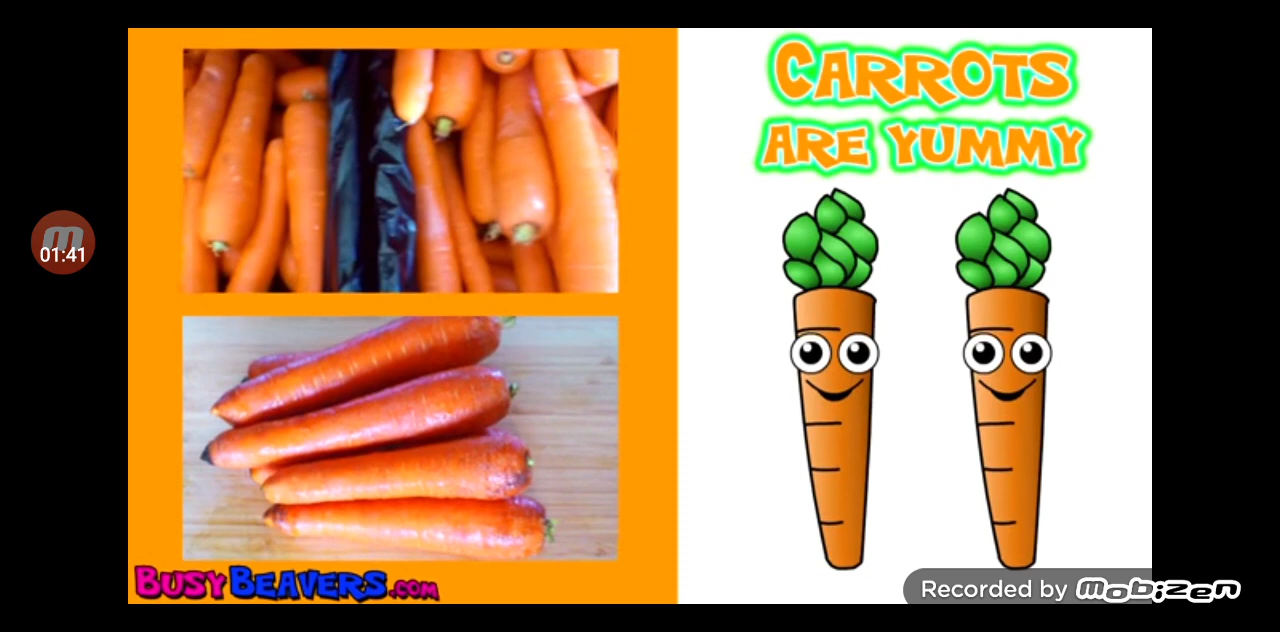 CARROTS
ARE YUMMY
01:41
BUSYBEAVERS.COM
Recorded by Mobizen